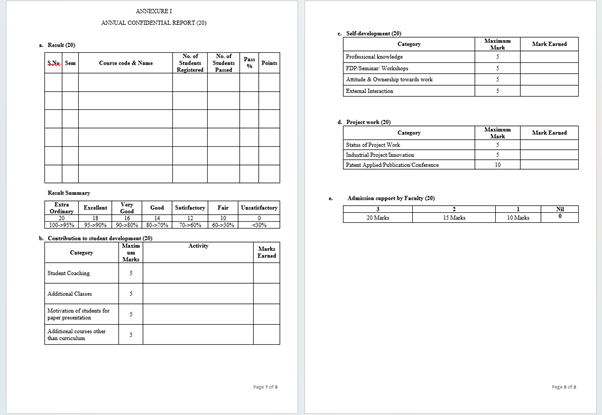 ANNEXURE I
ANNUAL CONFIDENTIAL REPORT (20)
a. Result (20)
S.No. Sem Course code & Name No. of Students Registered No. of Students Passed Pass % Points
Result Summary
Extra Ordinary Excellent Very Good Good Satisfactory Fair Unsatisfactory
20 18 16 14 12 10 0
100->95% 95->90% 90->80% 80->70% 70->60% 60->50% <50%
b. Contribution to student development (20)
Category Maxim um Marks Activity Marks Earned
Student Coaching 5
Additional Classes 5
Motivation of students for paper presentation 5
Additional courses other than curriculum 5
Page 7 of 8
c. Self-development (20)
Category Maximum Mark Mark Earned
Professional knowledge 5
FDP/Seminar/ Workshops 5
Attitude & Ownership towards work 5
External Interaction 5
d. Project work (20)
Category Maximum Mark Mark Earned
Status of Project Work 5
Industrial Project/Innovation 5
Patent Applied/Publication/Conference 10
e. Admission support by Faculty (20)
3 2 1 Nil
20 Marks 15 Marks 10 Marks 0
Page 8 of 8